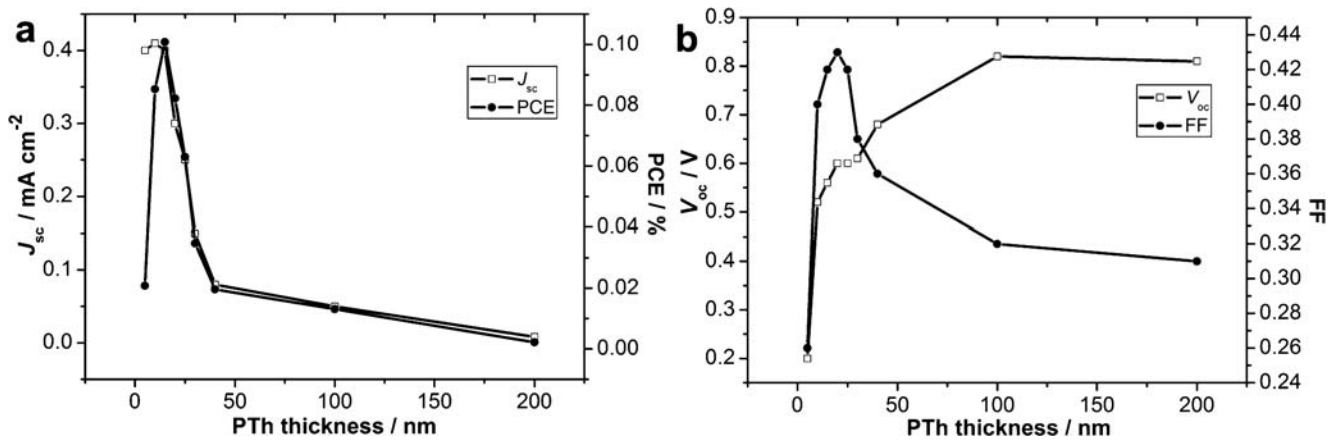 a
0.4
0.3
0.2
0.1
0.0
J_sc / mA cm⁻²
J_sc
PCE
0.10
0.08
0.06
0.04
0.02
0.00
PCE / %
0 50 100 150 200
PTh thickness / nm
b
0.9
0.8
0.7
0.6
0.5
0.4
0.3
0.2
V_oc / V
V_oc
FF
0.44
0.42
0.40
0.38
0.36
0.34
0.32
0.30
0.28
0.26
0.24
FF
0 50 100 150 200
PTh thickness / nm